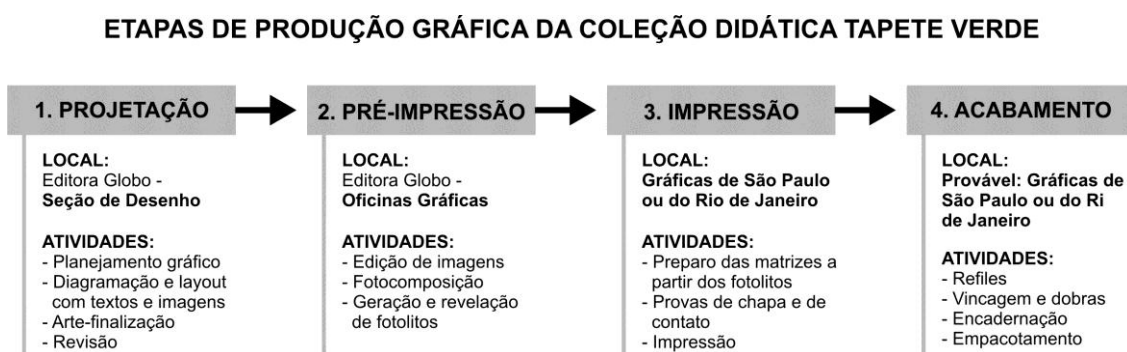 ETAPAS DE PRODUÇÃO GRÁFICA DA COLEÇÃO DIDÁTICA TAPETE VERDE
1. PROJETAÇÃO
LOCAL:
Editora Globo -
Seção de Desenho
ATIVIDADES:
- Planejamento gráfico
- Diagramação e layout
com textos e imagens
- Arte-finalização
- Revisão
2. PRÉ-IMPRESSÃO
LOCAL:
Editora Globo -
Oficinas Gráficas
ATIVIDADES:
- Edição de imagens
- Fotocomposição
- Geração e revelação
de fotolitos
3. IMPRESSÃO
LOCAL:
Gráficas de São Paulo
ou do Rio de Janeiro
ATIVIDADES:
- Preparo das matrizes a
partir dos fotolitos
- Provas de chapa e de
contato
- Impressão
4. ACABAMENTO
LOCAL:
Provável: Gráficas de
São Paulo ou do Ri
de Janeiro
ATIVIDADES:
- Refiles
- Vincagem e dobras
- Encadernação
- Empacotamento